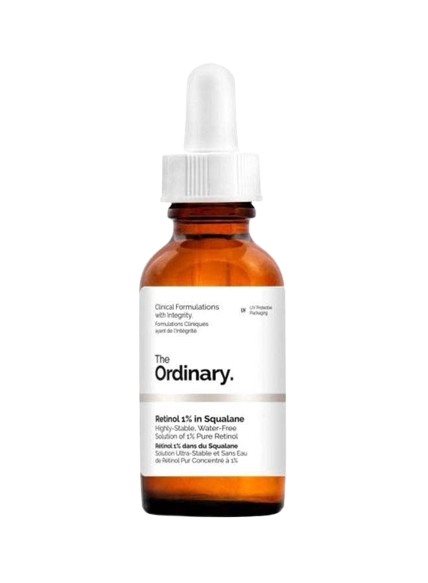 Clinical Formulations
with Integrity.
Formulations Cliniques
ayant de l'intégrité.
UV Protective
Packaging
The
Ordinary.
Retinol 1% in Squalane
Highly-Stable, Water-Free
Solution of 1% Pure Retinol
Rétinol 1% dans du Squalane
Solution Ultra-Stable et Sans Eau
de Rétinol Pur Concentré à 1%